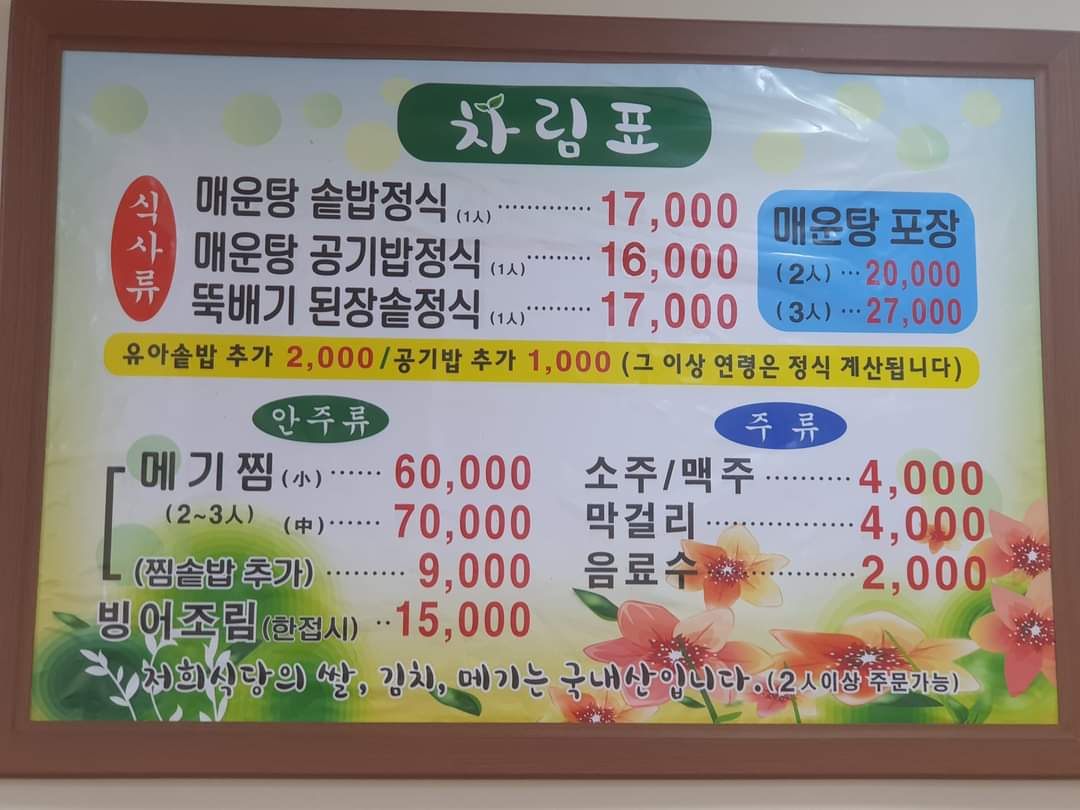 차림표
식사류
매운탕 솥밥정식 (1人) ············· 17,000
매운탕 공기밥정식 (1人) ········· 16,000
뚝배기 된장솥정식 (1人) ········· 17,000
매운탕 포장
(2人) ··· 20,000
(3人) ··· 27,000
유아솥밥 추가 2,000/공기밥 추가 1,000 (그 이상 연령은 정식 계산됩니다)
안주류
메기찜 (小) ······ 60,000
(2~3人) (中) ······ 70,000
(찜솥밥 추가) ········· 9,000
빙어조림 (한접시) ·· 15,000
주류
소주/맥주 ·········· 4,000
막걸리 ················· 4,000
음료수 ················ 2,000
저희식당의 쌀, 김치, 메기는 국내산입니다. (2人이상 주문가능)